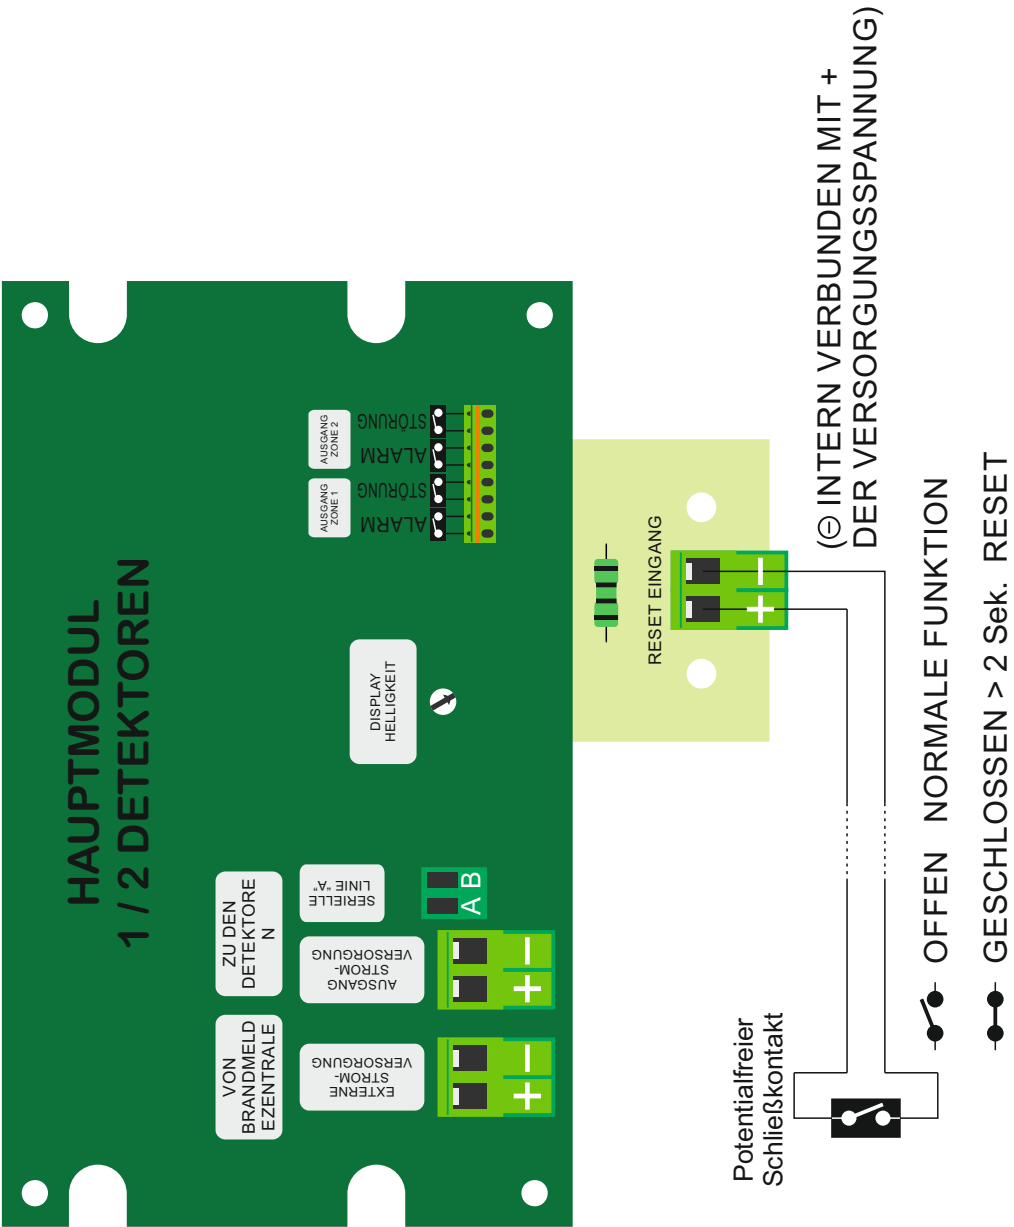 HAUPTMODUL
1 / 2 DETEKTOREN
VON
BRANDMELD
EZENTRALE
ZU DEN
DETEKTORE
N
EXTERNE
STROM-
VERSORGUNG
AUSGANG
STROM-
VERSORGUNG
SERIELLE
LINIE "A"
+ −
+ −
A B
DISPLAY
HELLIGKEIT
AUSGANG
ZONE 1
AUSGANG
ZONE 2
ALARM
STÖRUNG
ALARM
STÖRUNG
RESET EINGANG
+ −
(⊖ INTERN VERBUNDEN MIT +
DER VERSORGUNGSSPANNUNG)
Potentialfreier
Schließkontakt
OFFEN NORMALE FUNKTION
GESCHLOSSEN > 2 Sek. RESET